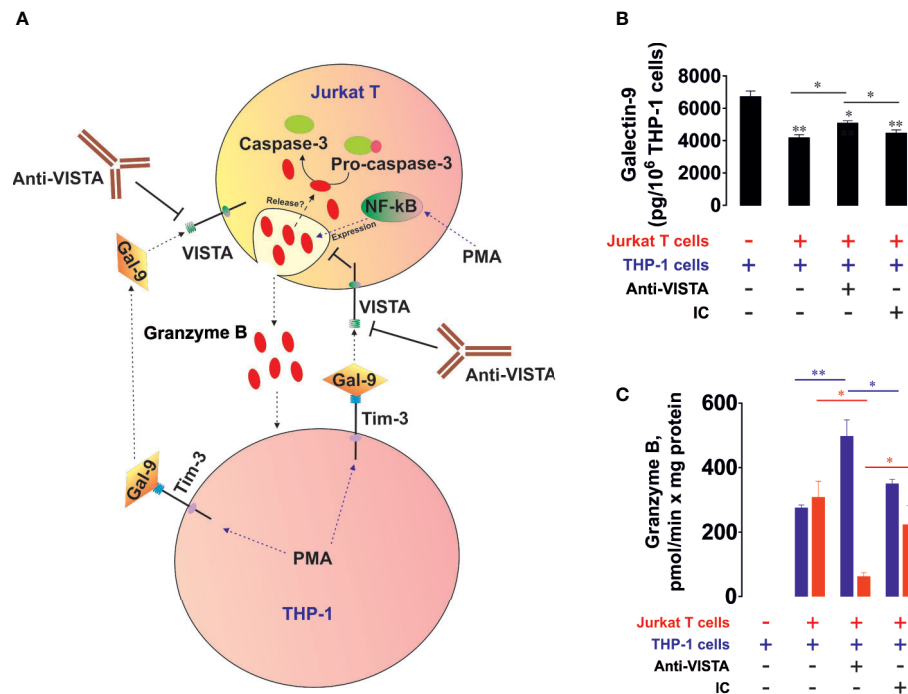 A
Jurkat T
Caspase-3
Pro-caspase-3
Anti-VISTA
Release?
NF-kB
Expression
VISTA
PMA
Gal-9
VISTA
Granzyme B
Anti-VISTA
Gal-9
Tim-3
Gal-9
Tim-3
PMA
THP-1
B
Galectin-9
(pg/10⁶ THP-1 cells)
8000
6000
4000
2000
0
* *
** * ** **
Jurkat T cells - + + +
THP-1 cells + + + +
Anti-VISTA - - + -
IC - - - +
C
Granzyme B,
pmol/min x mg protein
600
400
200
0
** * * *
Jurkat T cells - + + +
THP-1 cells + + + +
Anti-VISTA - - + -
IC - - - +